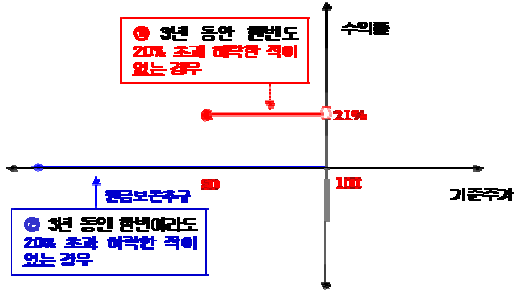 ① 3년 동안 한번도
20% 초과 하락한 적이
없는 경우
수익률
21%
80
100
기준주가
원금보존추구
② 3년 동안 한번이라도
20% 초과 하락한 적이
있는 경우